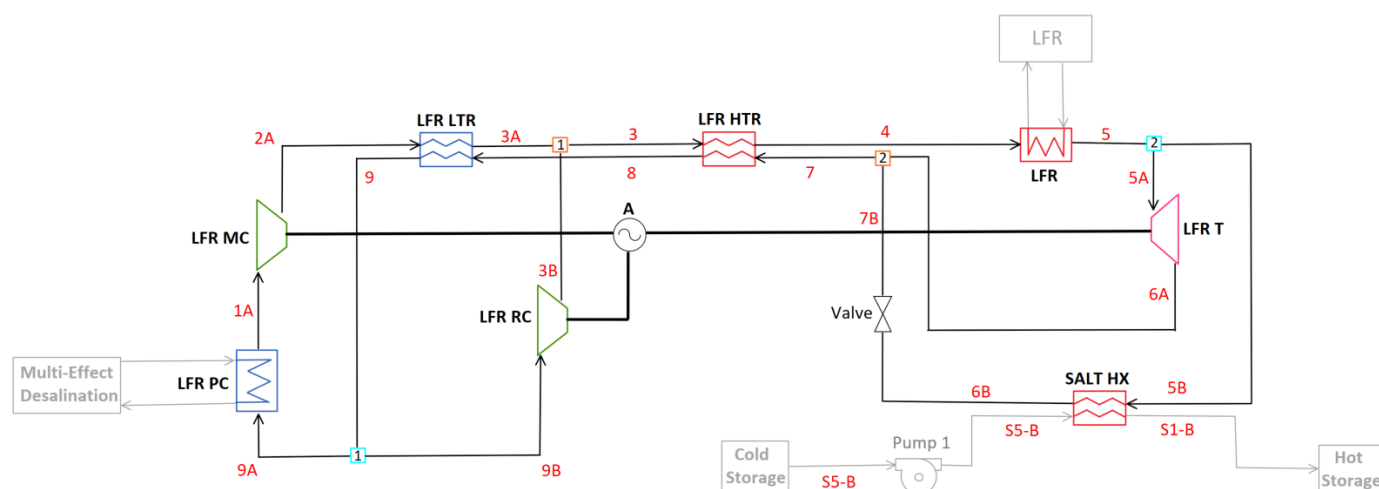 LFR
LFR LTR
LFR HTR
2A
3A
1
3
4
5
2
9
8
7
2
LFR
5A
A
7B
LFR MC
LFR T
3B
6A
1A
LFR RC
Valve
Multi-Effect
Desalination
LFR PC
SALT HX
6B
5B
S5-B
Pump 1
S1-B
9A
1
9B
Cold
Storage
S5-B
Hot
Storage